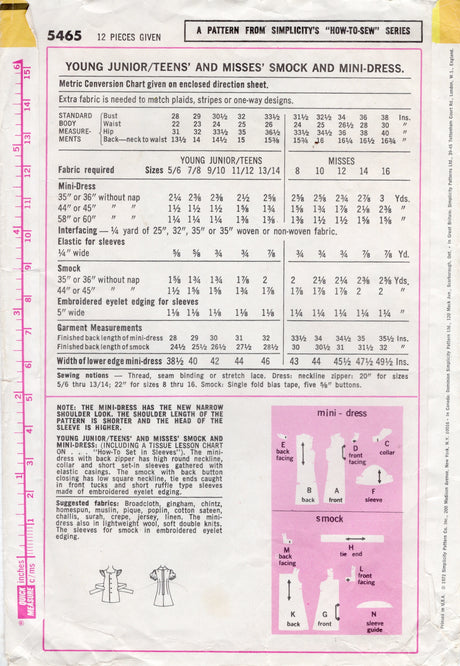 5465 12 PIECES GIVEN
A PATTERN FROM SIMPLICITY'S "HOW-TO-SEW" SERIES
YOUNG JUNIOR/TEENS' AND MISSES' SMOCK AND MINI-DRESS.
Metric Conversion Chart given on enclosed direction sheet.
Extra fabric is needed to match plaids, stripes or one-way designs.
STANDARD Bust 28 29 30½ 32 33½ 31½ 32½ 34 36 38 Ins.
BODY Waist 22 23 24 25 26 24 25 26½ 28 30 "
MEASURE- Hip 31 32 33½ 35 36½ 33½ 34½ 36 38 40 "
MENTS Back—neck to waist 13½ 14 14½ 15 15⅜ 15¾ 16 16¼ 16½ 16¾ "
YOUNG JUNIOR/TEENS MISSES
Fabric required Sizes 5/6 7/8 9/10 11/12 13/14 8 10 12 14 16
Mini-Dress
35" or 36" without nap 2¼ 2⅜ 2⅜ 2½ 2⅝ 2⅝ 2⅝ 2¾ 2⅞ 3 Yds.
44" or 45" " " 1½ 1½ 1½ 1⅝ 1¾ 1⅝ 1¾ 1⅞ 2⅛ 2¼ "
58" or 60" " " 1¼ 1¼ 1¼ 1⅜ 1⅜ 1⅜ 1½ 1½ 1⅝ 1⅝ "
Interfacing — ¼ yard of 25", 32", 35" or 36" woven or non-woven fabric.
Elastic for sleeves
¼" wide ⅝ ⅝ ¾ ¾ ⅞ ¾ ¾ ¾ ⅞ ⅞ Yd.
Smock
35" or 36" without nap 1⅝ 1¾ 1¾ 1⅞ 2 2 2⅛ 2¼ 2⅜ 2⅝ Yds.
44" or 45" " " 1½ 1⅝ 1⅝ 1¾ 1⅞ 1⅞ 1⅞ 1⅞ 2 2 "
Embroidered eyelet edging for sleeves
5" wide 1⅛ 1⅛ 1⅛ 1⅛ 1¼ 1¼ 1¼ 1¼ 1¼ 1¼ "
Garment Measurements
Finished back length of mini-dress 28 29 30 31 32 33½ 34 34½ 35 35½ Ins.
Finished back length of smock 24½ 25½ 26½ 27½ 28½ 30 30½ 31 31½ 32 "
Width of lower edge mini-dress 38½ 40 42 44 46 43 44 45½ 47½ 49½ Ins.
Sewing notions — Thread, seam binding or stretch lace. Dress: neckline zipper: 20" for sizes
5/6 thru 13/14; 22" for sizes 8 thru 16. Smock: Single fold bias tape, five ⅝" buttons.
NOTE: THE MINI-DRESS HAS THE NEW NARROW
SHOULDER LOOK. THE SHOULDER LENGTH OF THE
PATTERN IS SHORTER AND THE HEAD OF THE
SLEEVE IS HIGHER.
YOUNG JUNIOR/TEENS' AND MISSES' SMOCK AND
MINI-DRESS: (INCLUDING A TISSUE LESSON CHART
ON . . . . "How-To Set in Sleeves"). The mini-
dress with back zipper has high round neckline,
collar and short set-in sleeves gathered with
elastic casings. The smock with back button
closing has low square neckline, tie ends caught
in front tucks and short ruffle type sleeves
made of embroidered eyelet edging.
Suggested fabrics: Broadcloth, gingham, chintz,
homespun, muslin, pique, poplin, cotton sateen,
challis, surah, crepe, jersey, linen. The mini-
dress also in lightweight wool, soft double knits.
The sleeves for smock in embroidered eyelet
edging.
mini - dress
E
back
facing
D
front
facing
C
collar
B
back
A
front
F
sleeve
smock
M
back
facing
H
tie end
L
front
facing
K
back
G
front
N
sleeve
guide
QUICK MEASURE inches c/ms
1 2 3 4 5 6
1 2 3 4 5 6 7 8 9 10 11 12 13 14 15